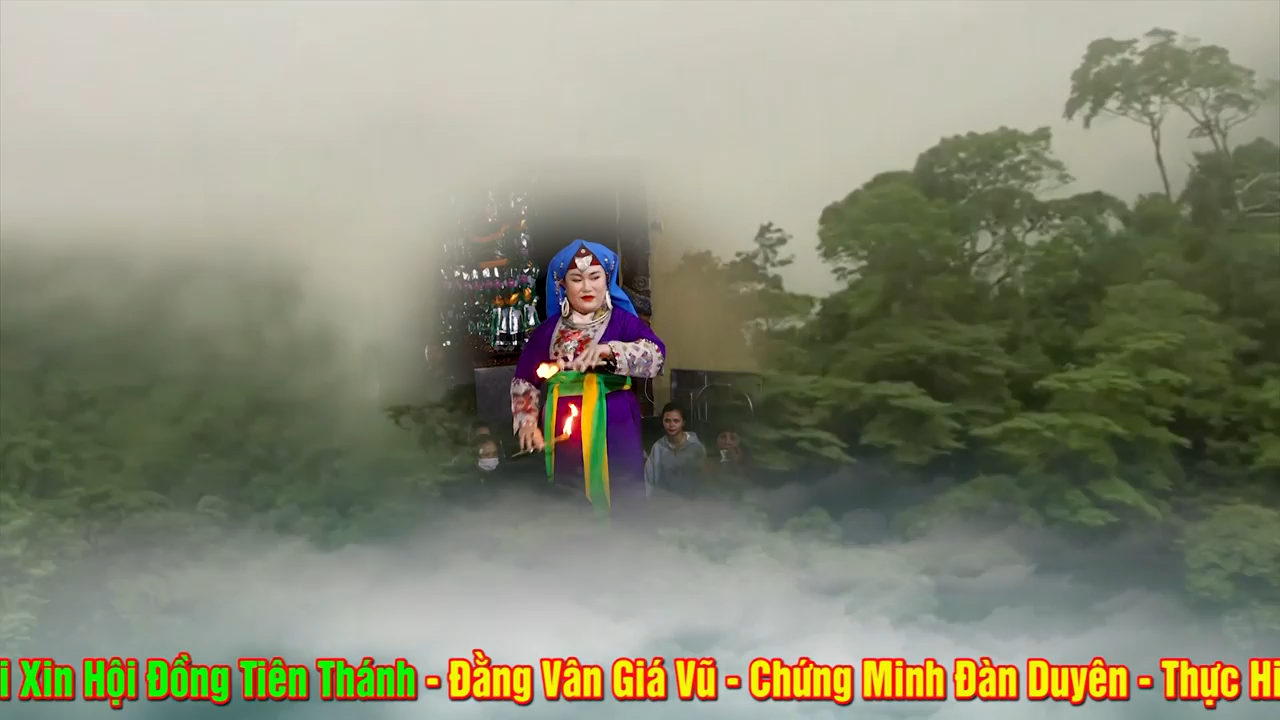 i Xin Hội Đồng Tiên Thánh - Đằng Vân Giá Vũ - Chứng Minh Đàn Duyên - Thực Hi